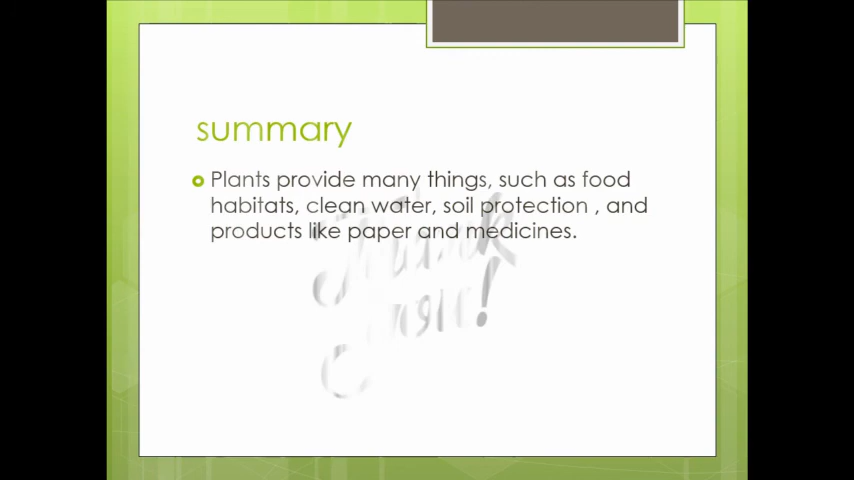 summary
Plants provide many things, such as food
habitats, clean water, soil protection , and
products like paper and medicines.